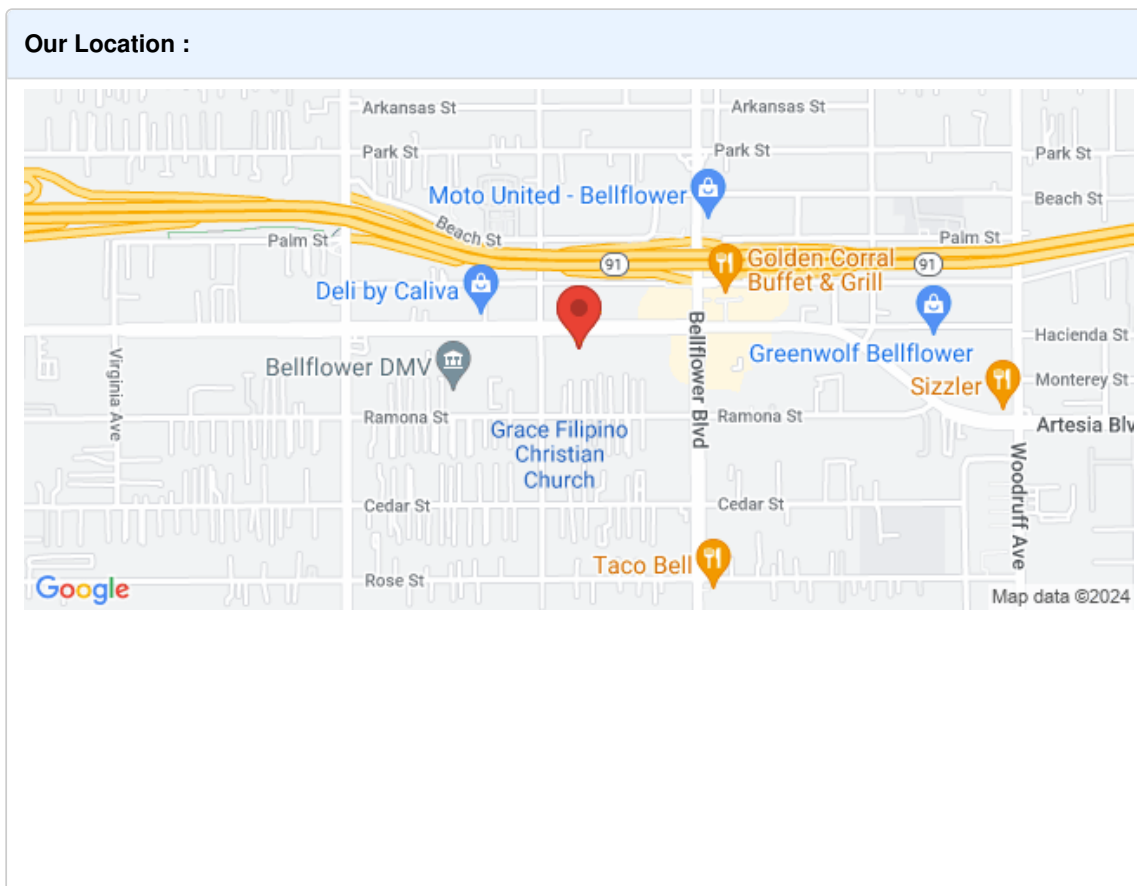 Our Location :
Arkansas St
Arkansas St
Park St
Park St
Park St
Moto United - Bellflower
Beach St
Beach St
Palm St
Palm St
91
Golden Corral
Buffet & Grill
91
Deli by Caliva
Bellflower Blvd
Hacienda St
Virginia Ave
Bellflower DMV
Greenwolf Bellflower
Sizzler
Monterey St
Ramona St
Ramona St
Artesia Blv
Grace Filipino
Christian
Church
Woodruff Ave
Cedar St
Cedar St
Taco Bell
Rose St
Google
Map data ©2024